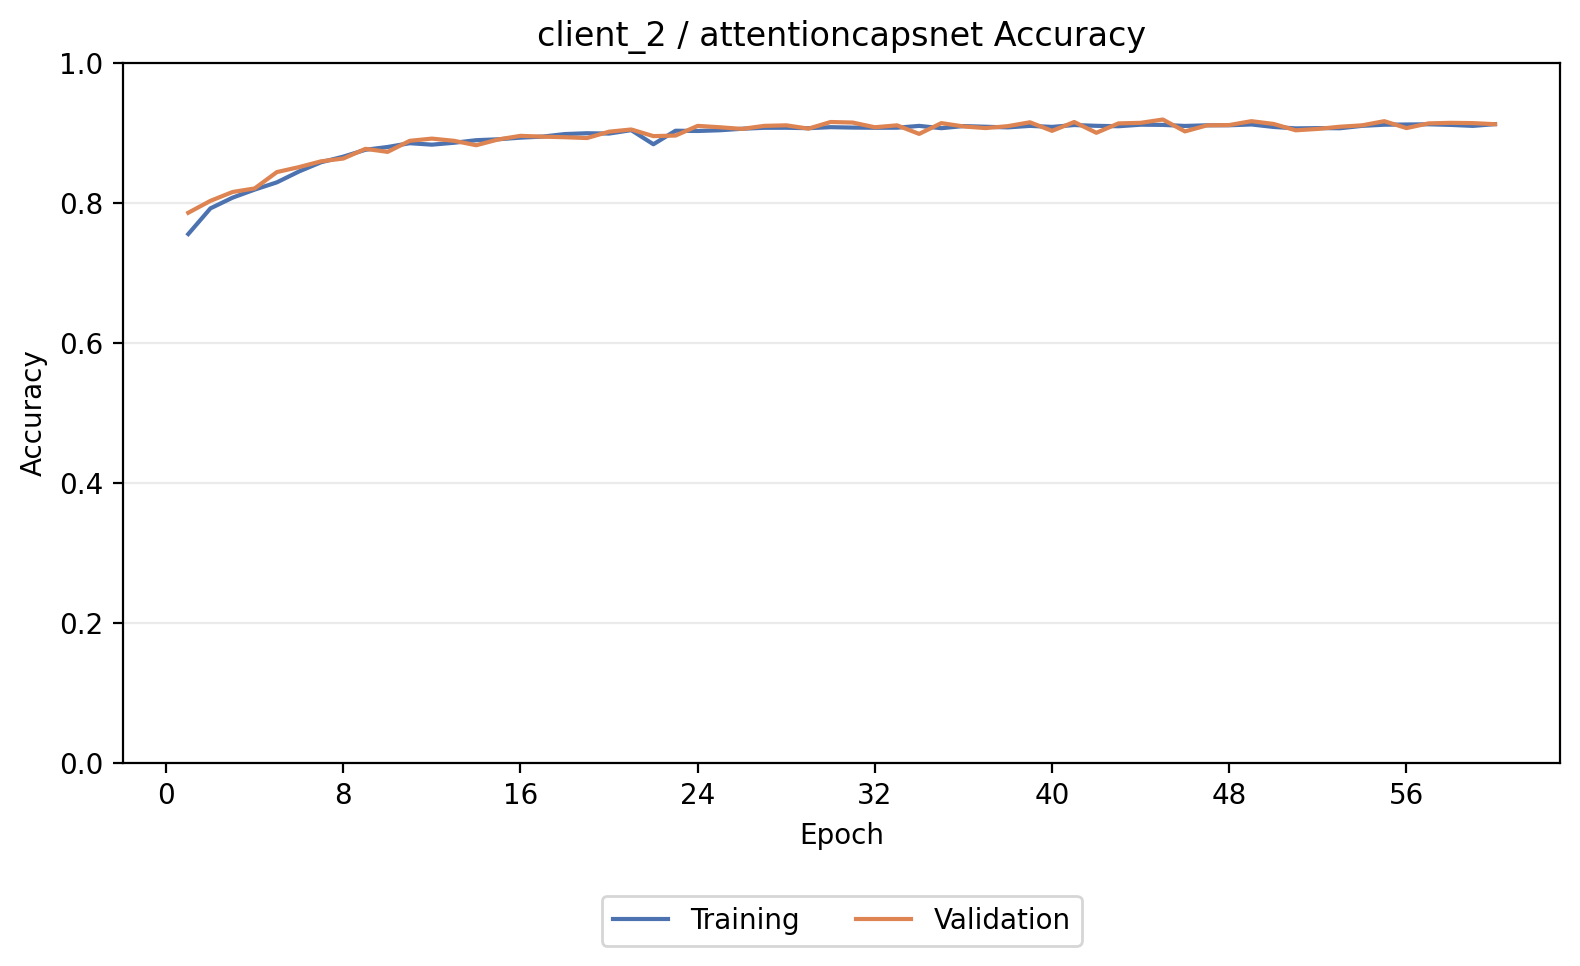 client_2 / attentioncapsnet Accuracy
1.0
0.8
0.6
0.4
0.2
0.0
Accuracy
0 8 16 24 32 40 48 56
Epoch
Training Validation